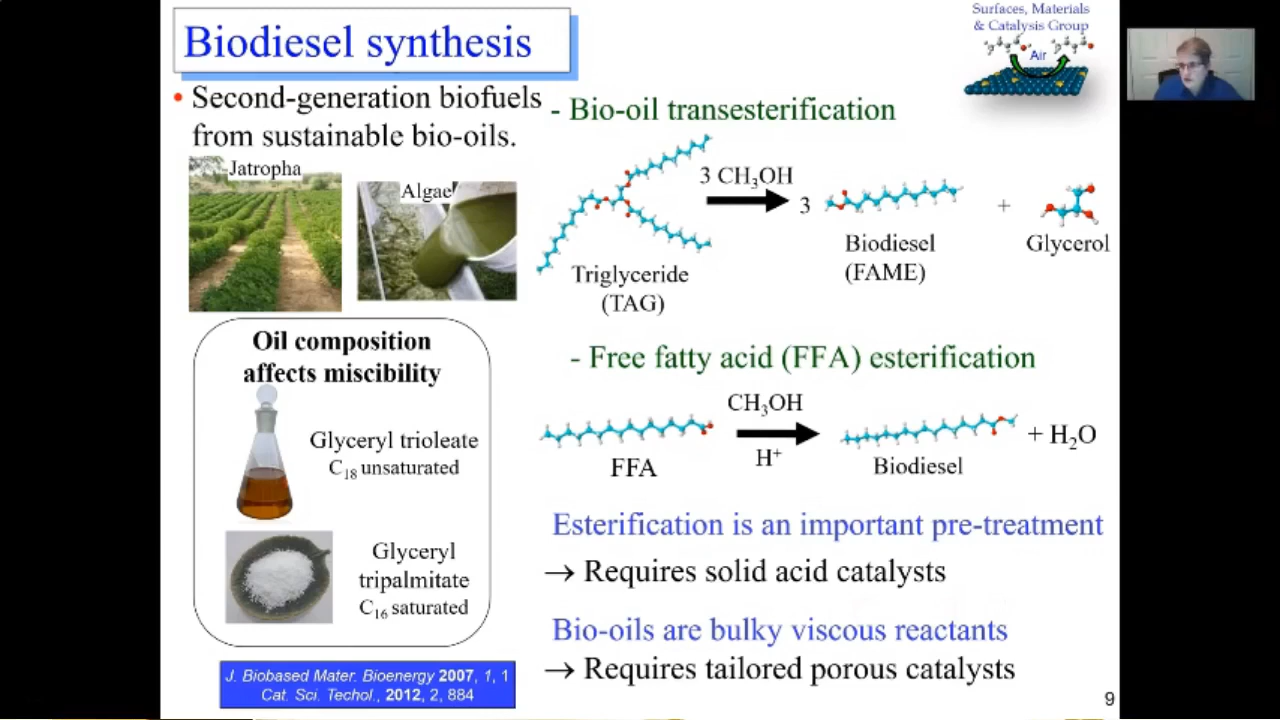 Biodiesel synthesis
Surfaces, Materials
& Catalysis Group
Air
• Second-generation biofuels
from sustainable bio-oils.
Jatropha
Algae
Oil composition
affects miscibility
Glyceryl trioleate
C₁₈ unsaturated
Glyceryl
tripalmitate
C₁₆ saturated
J. Biobased Mater. Bioenergy 2007, 1, 1
Cat. Sci. Techol., 2012, 2, 884
- Bio-oil transesterification
3 CH₃OH
3
+
Triglyceride
(TAG)
Biodiesel
(FAME)
Glycerol
- Free fatty acid (FFA) esterification
CH₃OH
H⁺
+ H₂O
FFA
Biodiesel
Esterification is an important pre-treatment
→ Requires solid acid catalysts
Bio-oils are bulky viscous reactants
→ Requires tailored porous catalysts
9